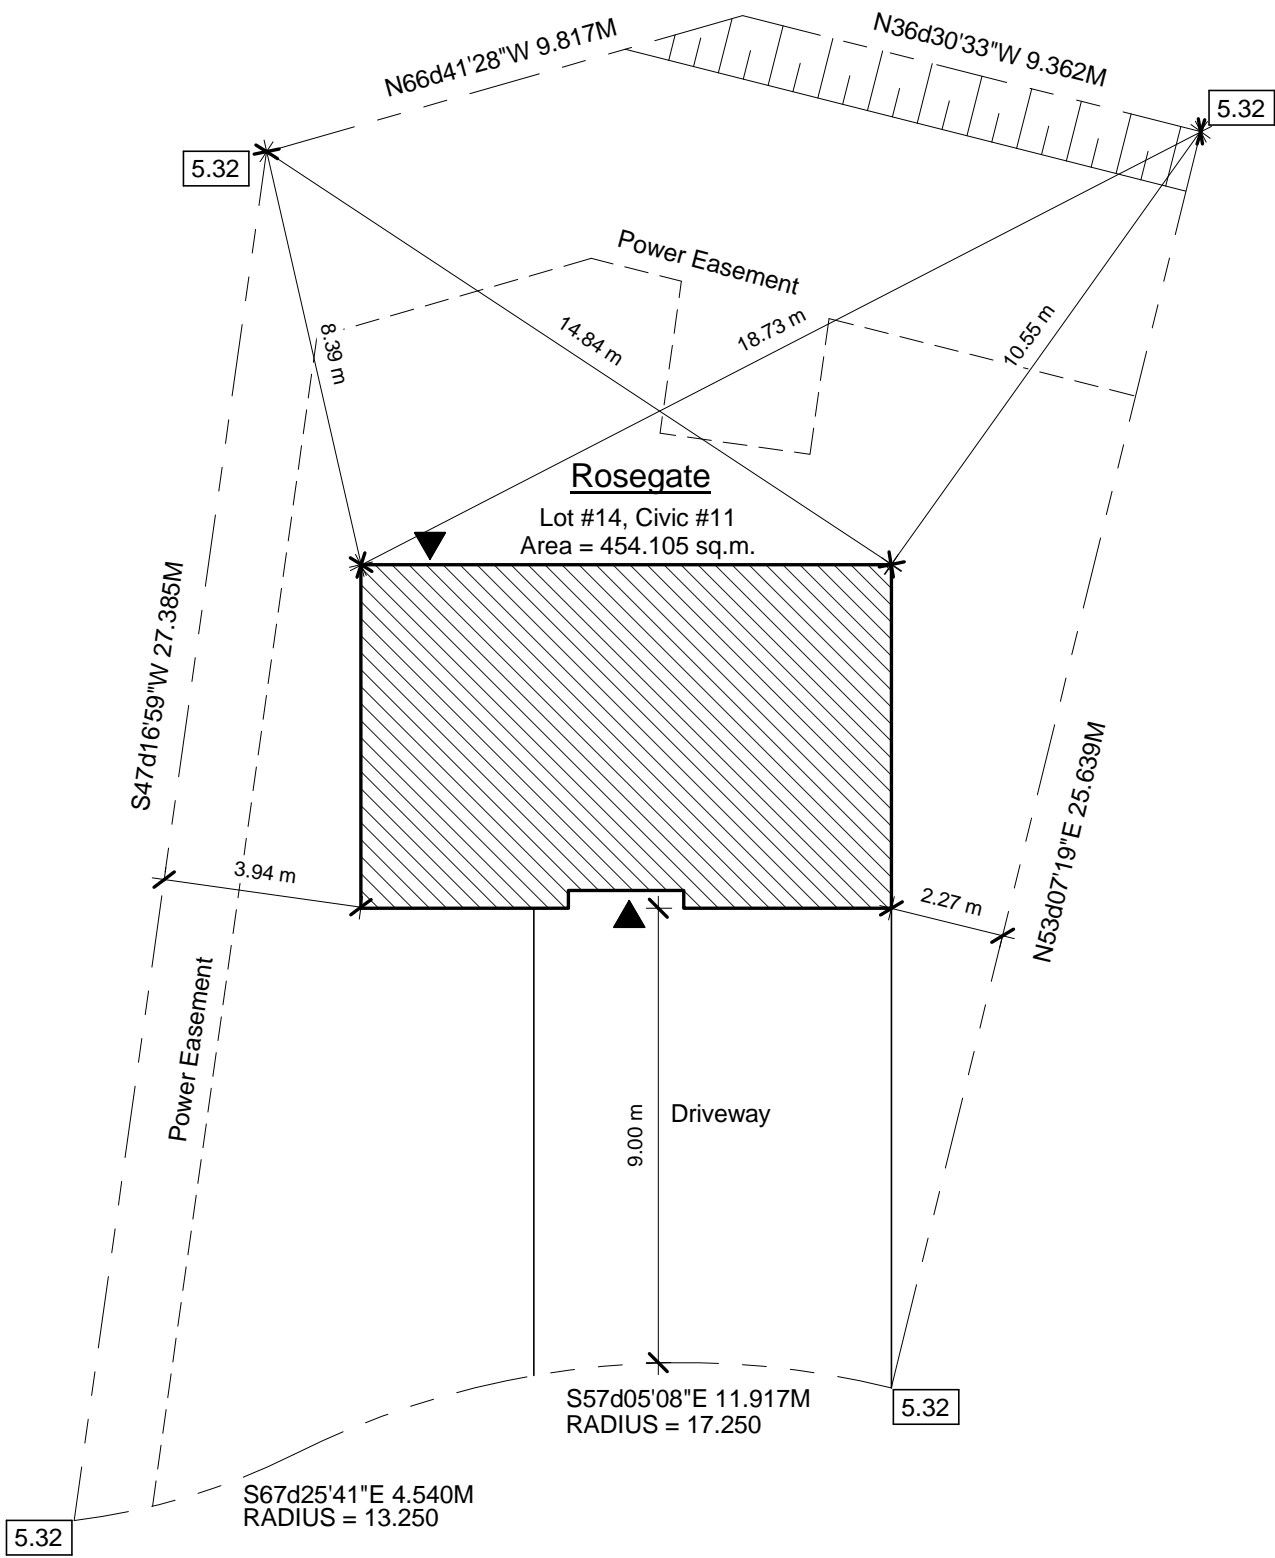 N36d30'33"W 9.362M
N66d41'28"W 9.817M
5.32
5.32
Power Easement
8.39 m
14.84 m
18.73 m
10.55 m
Rosegate
Lot #14, Civic #11
Area = 454.105 sq.m.
S47d16'59"W 27.385M
N53d07'19"E 25.639M
3.94 m
2.27 m
Power Easement
9.00 m
Driveway
S57d05'08"E 11.917M
RADIUS = 17.250
5.32
S67d25'41"E 4.540M
RADIUS = 13.250
5.32